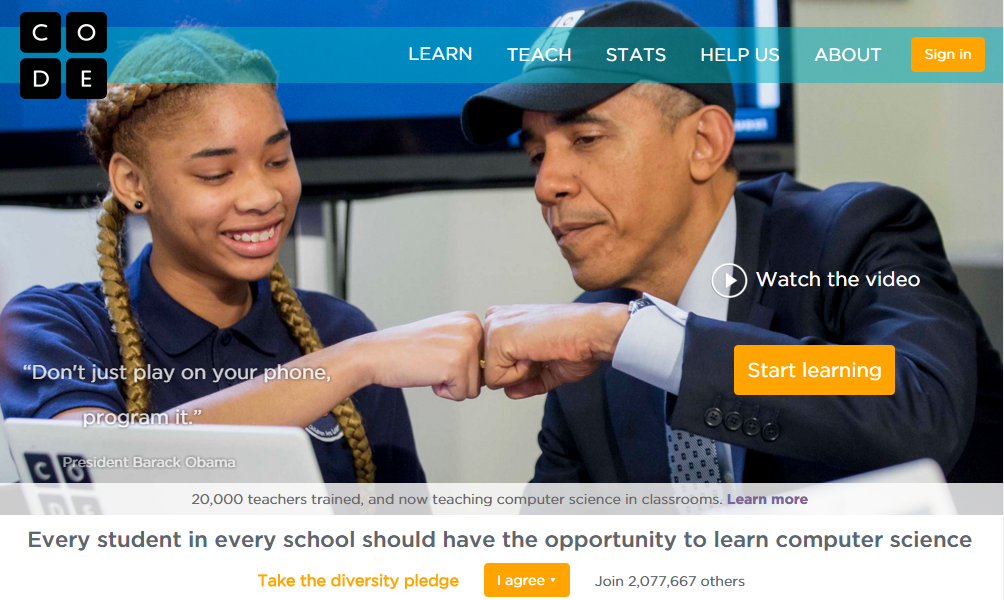 C O
D E
LEARN TEACH STATS HELP US ABOUT Sign in
Watch the video
Start learning
“Don't just play on your phone,
program it.”
President Barack Obama
C O
D E
20,000 teachers trained, and now teaching computer science in classrooms. Learn more
Every student in every school should have the opportunity to learn computer science
Take the diversity pledge I agree Join 2,077,667 others